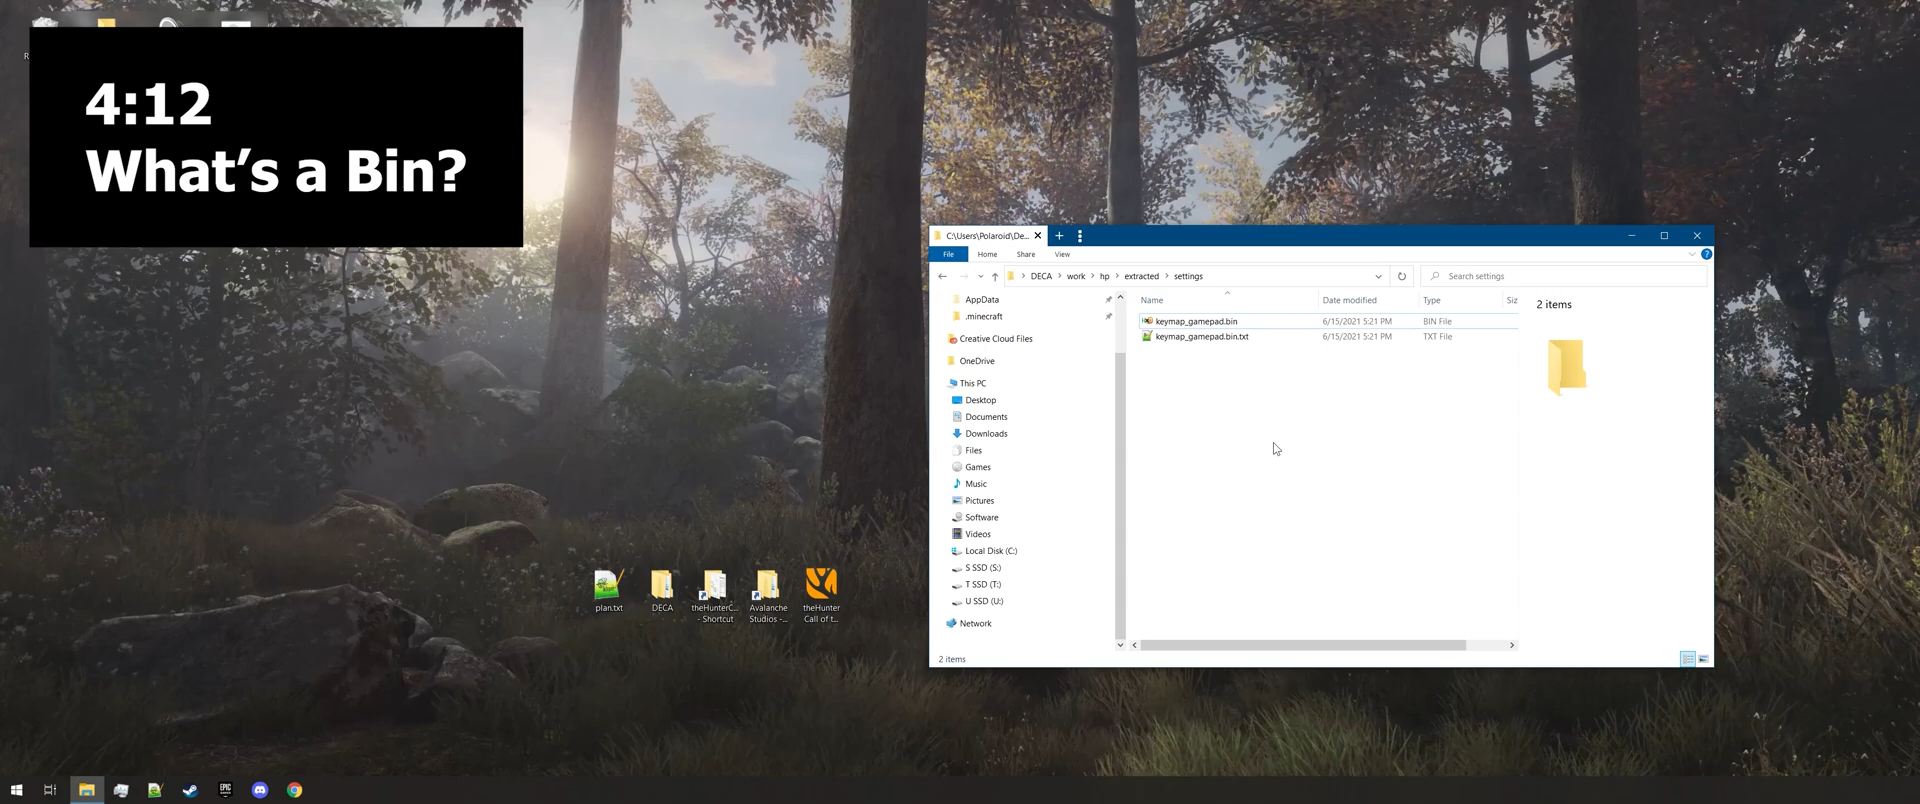 R
4:12
What's a Bin?
C:\Users\Polaroid\De...
File Home Share View
DECA > work > hp > extracted > settings
Search settings
Name Date modified Type Siz
keymap_gamepad.bin 6/15/2021 5:21 PM BIN File
keymap_gamepad.bin.txt 6/15/2021 5:21 PM TXT File
2 items
AppData
.minecraft
Creative Cloud Files
OneDrive
This PC
Desktop
Documents
Downloads
Files
Games
Music
Pictures
Software
Videos
Local Disk (C:)
S SSD (S:)
T SSD (T:)
U SSD (U:)
Network
2 items
plan.txt
DECA
theHunterC...
- Shortcut
Avalanche
Studios -...
theHunter
Call of t...
EPIC